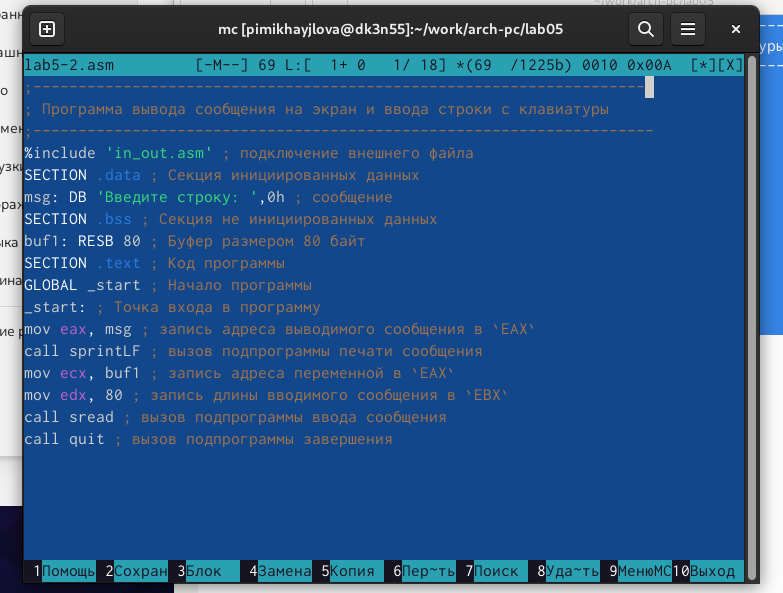 ~/work/arch-pc/lab05
mc [pimikhayjlova@dk3n55]:~/work/arch-pc/lab05
lab5-2.asm [-M--] 69 L:[ 1+ 0 1/ 18] *(69 /1225b) 0010 0x00A [*][X]
;--------------------------------------------------------------------
; Программа вывода сообщения на экран и ввода строки с клавиатуры
;---------------------------------------------------------------------
%include 'in_out.asm' ; подключение внешнего файла
SECTION .data ; Секция инициированных данных
msg: DB 'Введите строку: ',0h ; сообщение
SECTION .bss ; Секция не инициированных данных
buf1: RESB 80 ; Буфер размером 80 байт
SECTION .text ; Код программы
GLOBAL _start ; Начало программы
_start: ; Точка входа в программу
mov eax, msg ; запись адреса выводимого сообщения в `EAX`
call sprintLF ; вызов подпрограммы печати сообщения
mov ecx, buf1 ; запись адреса переменной в `EAX`
mov edx, 80 ; запись длины вводимого сообщения в `EBX`
call sread ; вызов подпрограммы ввода сообщения
call quit ; вызов подпрограммы завершения
1Помощь 2Сохран 3Блок 4Замена 5Копия 6Пер~ть 7Поиск 8Уда~ть 9МенюМС 10Выход